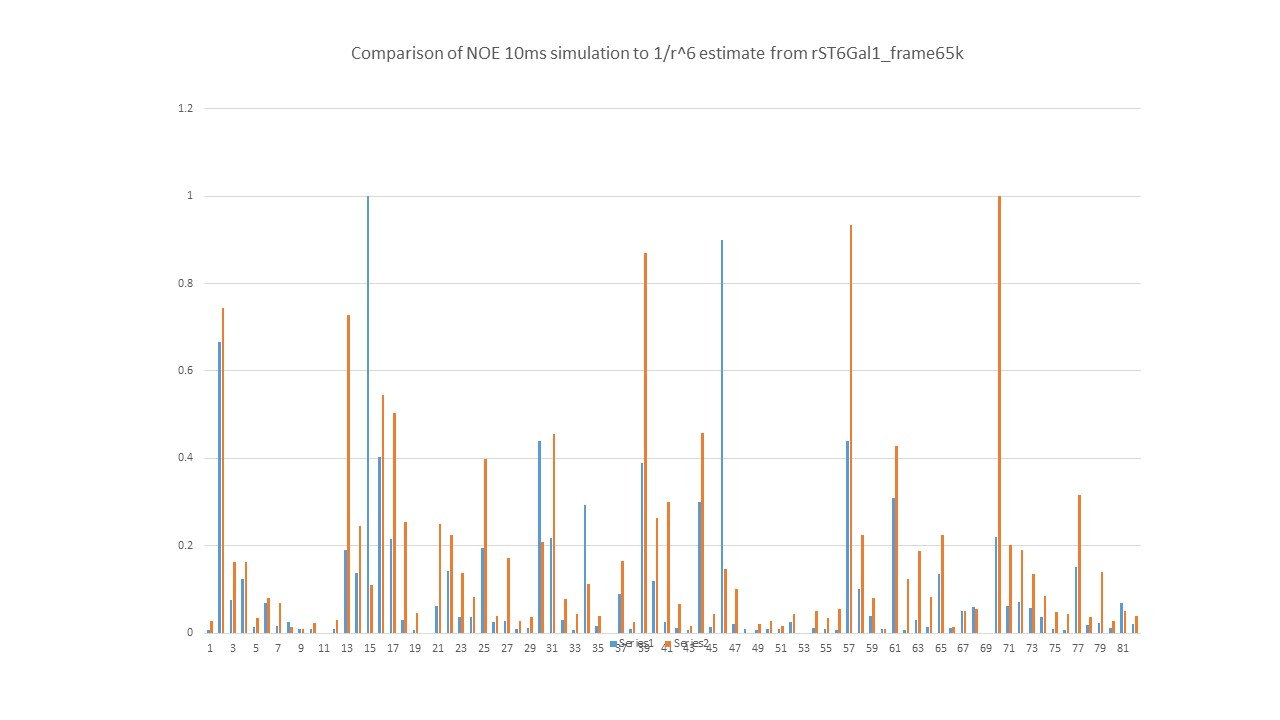 Comparison of NOE 10ms simulation to 1/r^6 estimate from rST6Gal1_frame65k
1.2
1
0.8
0.6
0.4
0.2
0
1 3 5 7 9 11 13 15 17 19 21 23 25 27 29 31 33 35 37 39 41 43 45 47 49 51 53 55 57 59 61 63 65 67 69 71 73 75 77 79 81
Series1 Series2